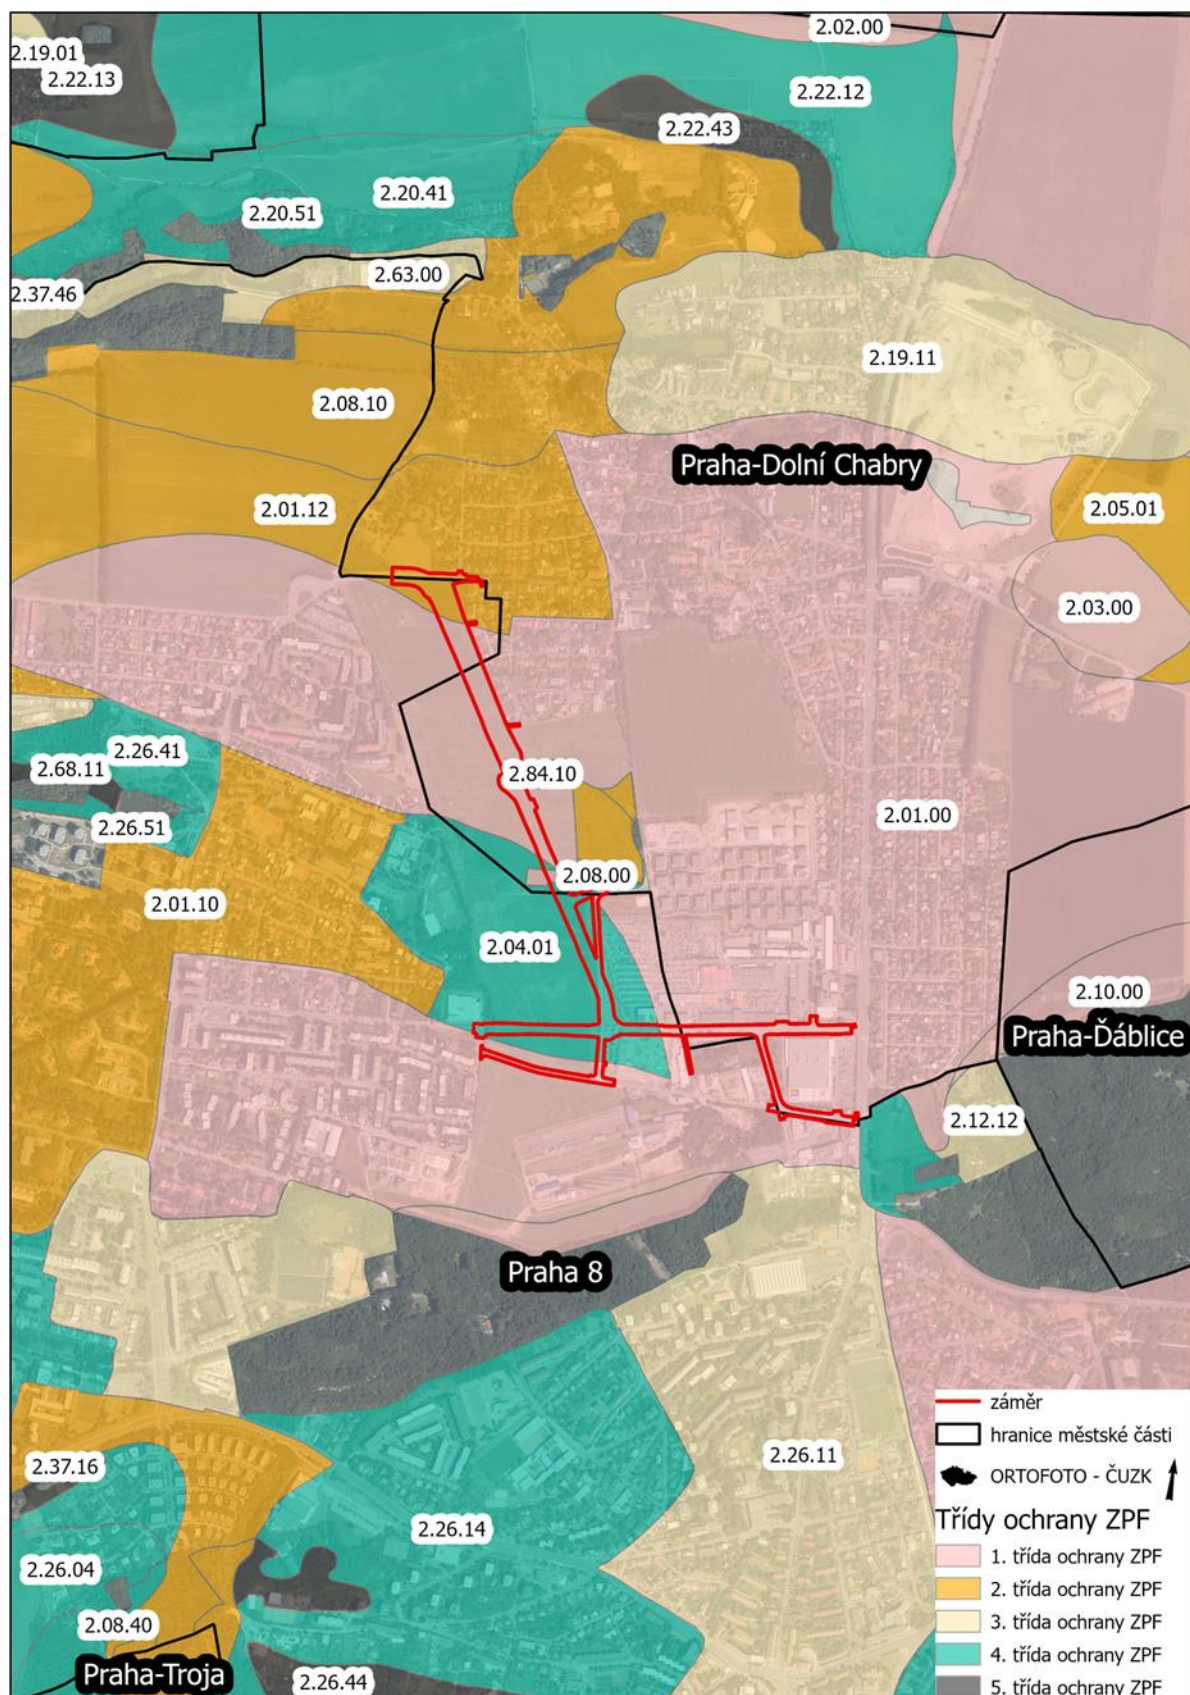 2.02.00
2.19.01
2.22.13
2.22.12
2.22.43
2.20.41
2.20.51
2.63.00
2.37.46
2.19.11
2.08.10
Praha-Dolní Chabry
2.01.12
2.05.01
2.03.00
2.26.41
2.68.11
2.84.10
2.26.51
2.01.00
2.08.00
2.01.10
2.04.01
2.10.00
Praha-Ďáblice
2.12.12
Praha 8
2.26.11
2.37.16
2.26.14
2.26.04
2.08.40
Praha-Troja
2.26.44
záměr
hranice městské části
ORTOFOTO - ČUZK
Třídy ochrany ZPF
1. třída ochrany ZPF
2. třída ochrany ZPF
3. třída ochrany ZPF
4. třída ochrany ZPF
5. třída ochrany ZPF